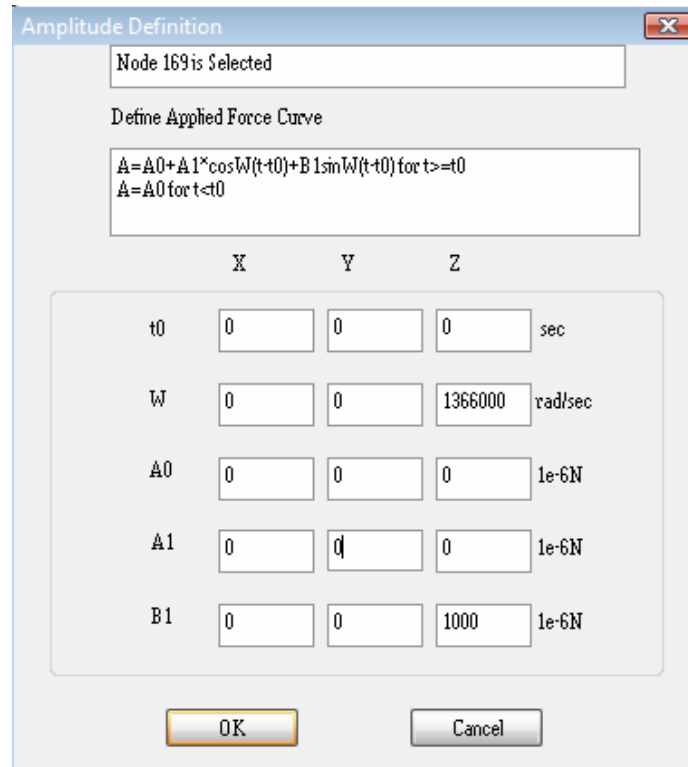 Amplitude Definition
Node 169 is Selected
Define Applied Force Curve
A=A0+A1*cosW(t-t0)+B1sinW(t-t0) for t>=t0
A=A0 for t<t0
X Y Z
t0 0 0 0 sec
W 0 0 1366000 rad/sec
A0 0 0 0 1e-6N
A1 0 0 0 1e-6N
B1 0 0 1000 1e-6N
OK Cancel